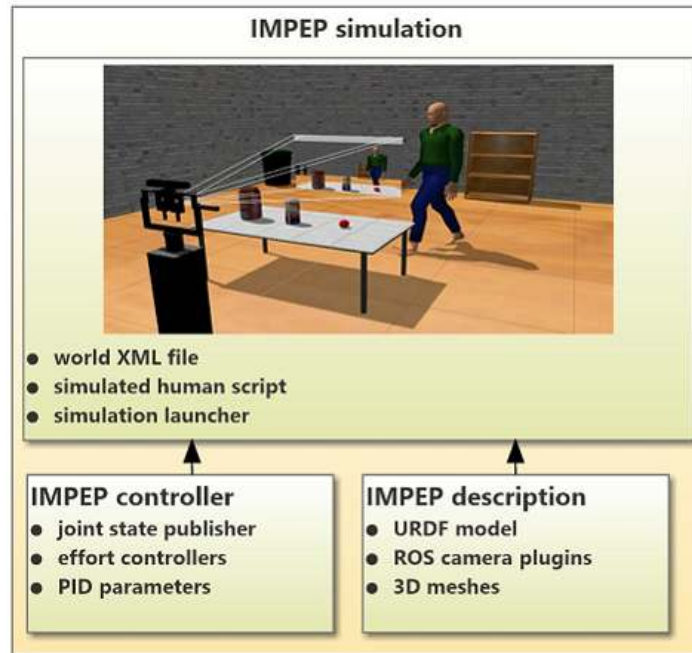 IMPEP simulation
world XML file
simulated human script
simulation launcher
IMPEP controller
joint state publisher
effort controllers
PID parameters
IMPEP description
URDF model
ROS camera plugins
3D meshes